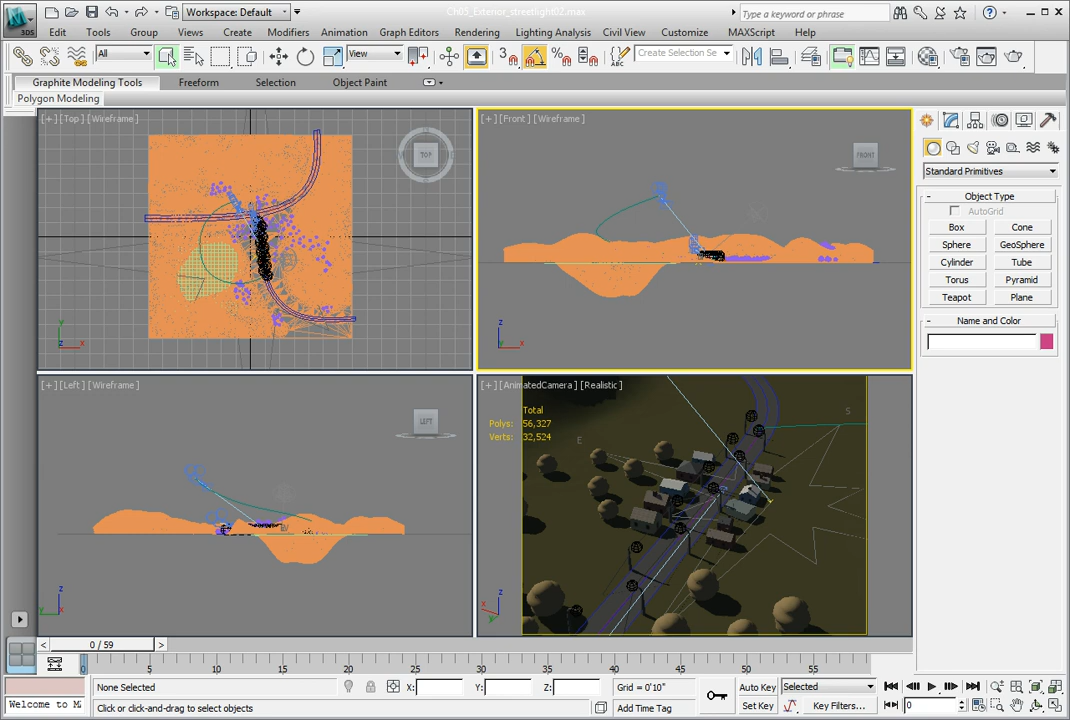 Workspace: Default
Ch05_Exterior_streetlight02.max
Type a keyword or phrase
3DS
Edit Tools Group Views Create Modifiers Animation Graph Editors Rendering Lighting Analysis Civil View Customize MAXScript Help
All View 3 Create Selection Se
Graphite Modeling Tools Freeform Selection Object Paint
Polygon Modeling
[+] [Top] [Wireframe]
TOP
y
z x
[+] [Front] [Wireframe]
FRONT
z
x
[+] [Left] [Wireframe]
LEFT
z
y x
[+] [AnimatedCamera] [Realistic]
Total
Polys: 56,327
Verts: 32,524
E
S
z
x
y
Standard Primitives
- Object Type
AutoGrid
Box Cone
Sphere GeoSphere
Cylinder Tube
Torus Pyramid
Teapot Plane
- Name and Color
< 0 / 59 >
0 5 10 15 20 25 30 35 40 45 50 55
None Selected X: Y: Z: Grid = 0'10" Auto Key Selected
Welcome to M Click or click-and-drag to select objects Add Time Tag Set Key Key Filters... 0